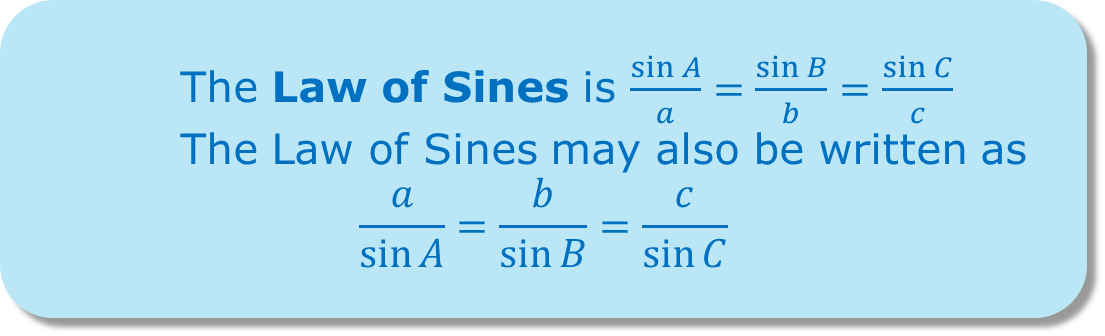 The Law of Sines is sin A / a = sin B / b = sin C / c
The Law of Sines may also be written as
a / sin A = b / sin B = c / sin C